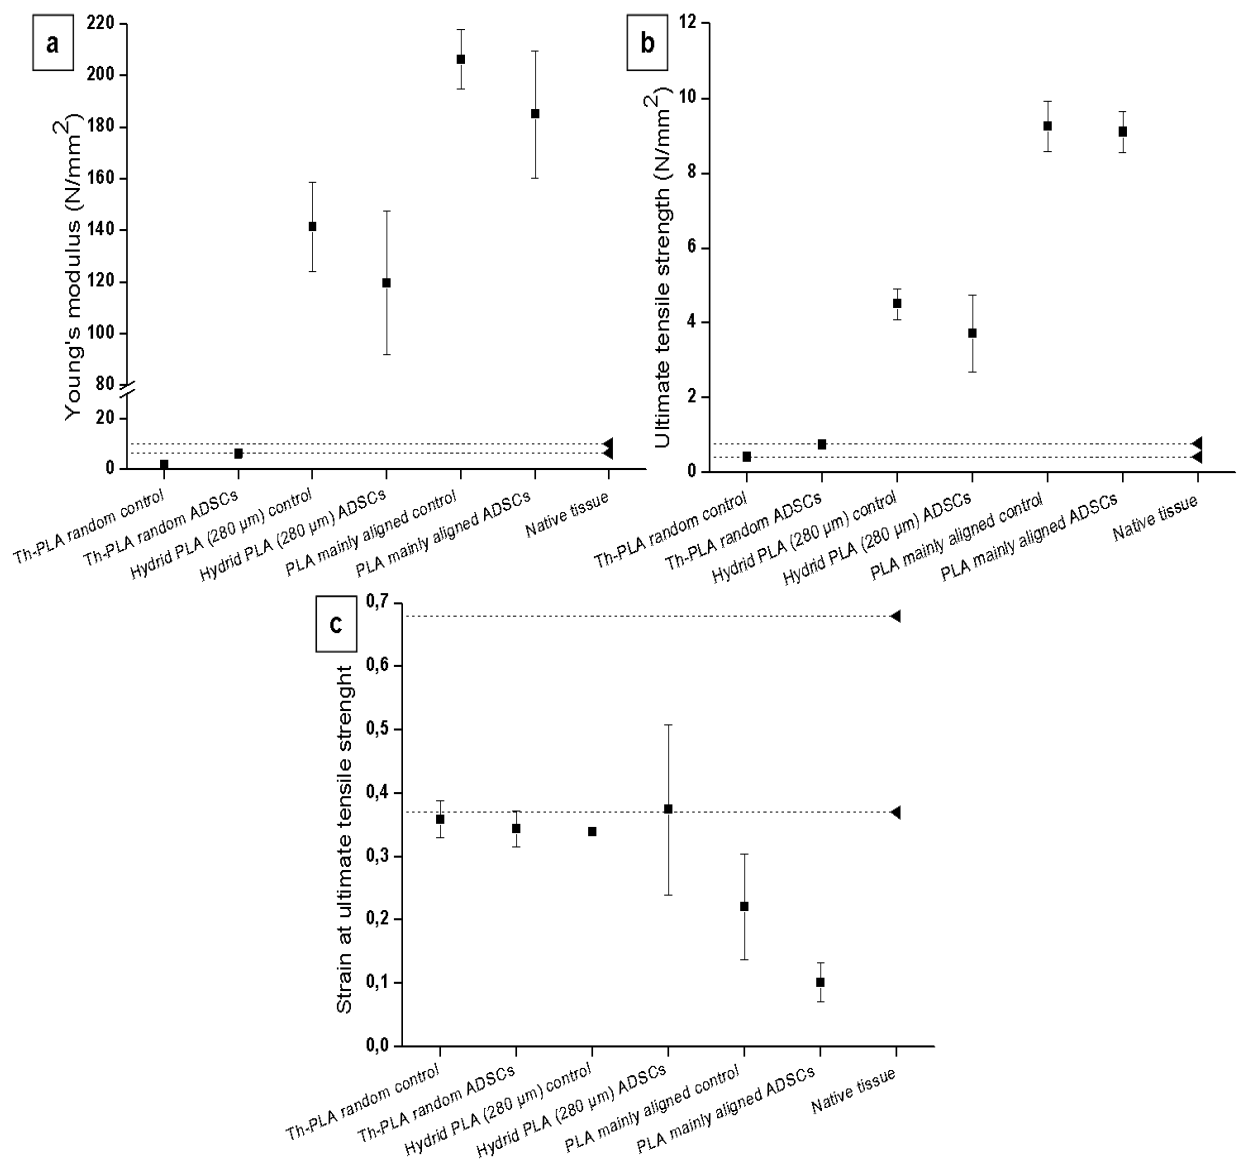 a
Young's modulus (N/mm²)
220
200
180
160
140
120
100
80
20
0
Th-PLA random control
Th-PLA random ADSCs
Hydrid PLA (280 µm) control
Hydrid PLA (280 µm) ADSCs
PLA mainly aligned control
PLA mainly aligned ADSCs
Native tissue
b
Ultimate tensile strength (N/mm²)
12
10
8
6
4
2
0
Th-PLA random control
Th-PLA random ADSCs
Hydrid PLA (280 µm) control
Hydrid PLA (280 µm) ADSCs
PLA mainly aligned control
PLA mainly aligned ADSCs
Native tissue
c
Strain at ultimate tensile strenght
0,7
0,6
0,5
0,4
0,3
0,2
0,1
0,0
Th-PLA random control
Th-PLA random ADSCs
Hydrid PLA (280 µm) control
Hydrid PLA (280 µm) ADSCs
PLA mainly aligned control
PLA mainly aligned ADSCs
Native tissue